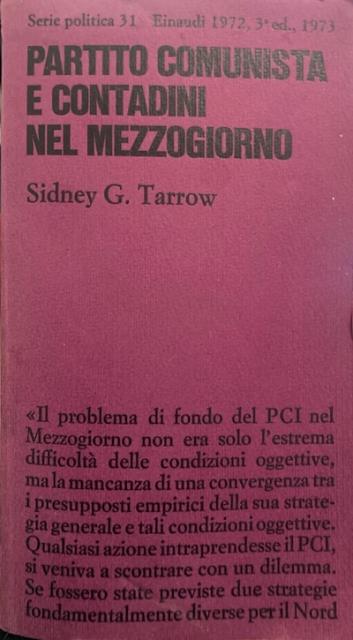 Serie politica 31 Einaudi 1972, 3ª ed., 1973
PARTITO COMUNISTA
E CONTADINI
NEL MEZZOGIORNO
Sidney G. Tarrow
«Il problema di fondo del PCI nel
Mezzogiorno non era solo l'estrema
difficoltà delle condizioni oggettive,
ma la mancanza di una convergenza tra
i presupposti empirici della sua strate-
gia generale e tali condizioni oggettive.
Qualsiasi azione intraprendesse il PCI,
si veniva a scontrare con un dilemma.
Se fossero state previste due strategie
fondamentalmente diverse per il Nord